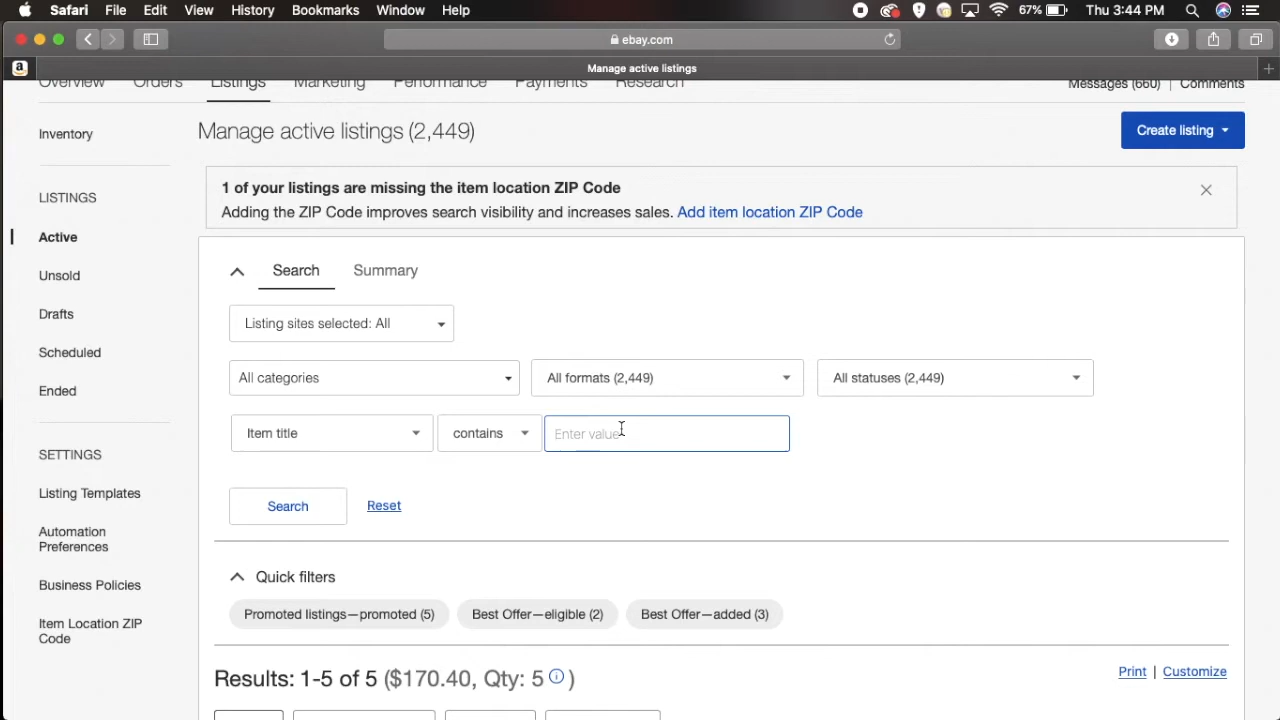 Safari File Edit View History Bookmarks Window Help 67% Thu 3:44 PM
ebay.com
a Manage active listings
Overview Orders Listings Marketing Performance Payments Research Messages (660) | Comments
Inventory
Manage active listings (2,449)
Create listing
1 of your listings are missing the item location ZIP Code
Adding the ZIP Code improves search visibility and increases sales. Add item location ZIP Code
LISTINGS
Active
Unsold
Drafts
Scheduled
Ended
SETTINGS
Listing Templates
Automation
Preferences
Business Policies
Item Location ZIP
Code
Search Summary
Listing sites selected: All
All categories All formats (2,449) All statuses (2,449)
Item title contains Enter value
Search Reset
Quick filters
Promoted listings—promoted (5) Best Offer—eligible (2) Best Offer—added (3)
Results: 1-5 of 5 ($170.40, Qty: 5 )
Print | Customize